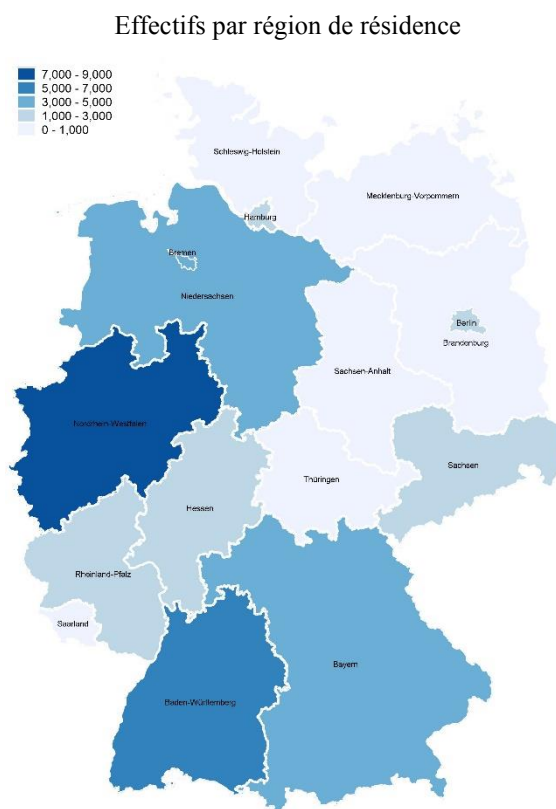 Effectifs par région de résidence
7,000 - 9,000
5,000 - 7,000
3,000 - 5,000
1,000 - 3,000
0 - 1,000
Schleswig-Holstein
Mecklenburg-Vorpommern
Hamburg
Bremen
Niedersachsen
Berlin
Brandenburg
Sachsen-Anhalt
Nordrhein-Westfalen
Sachsen
Thüringen
Hessen
Rheinland-Pfalz
Saarland
Bayern
Baden-Württemberg